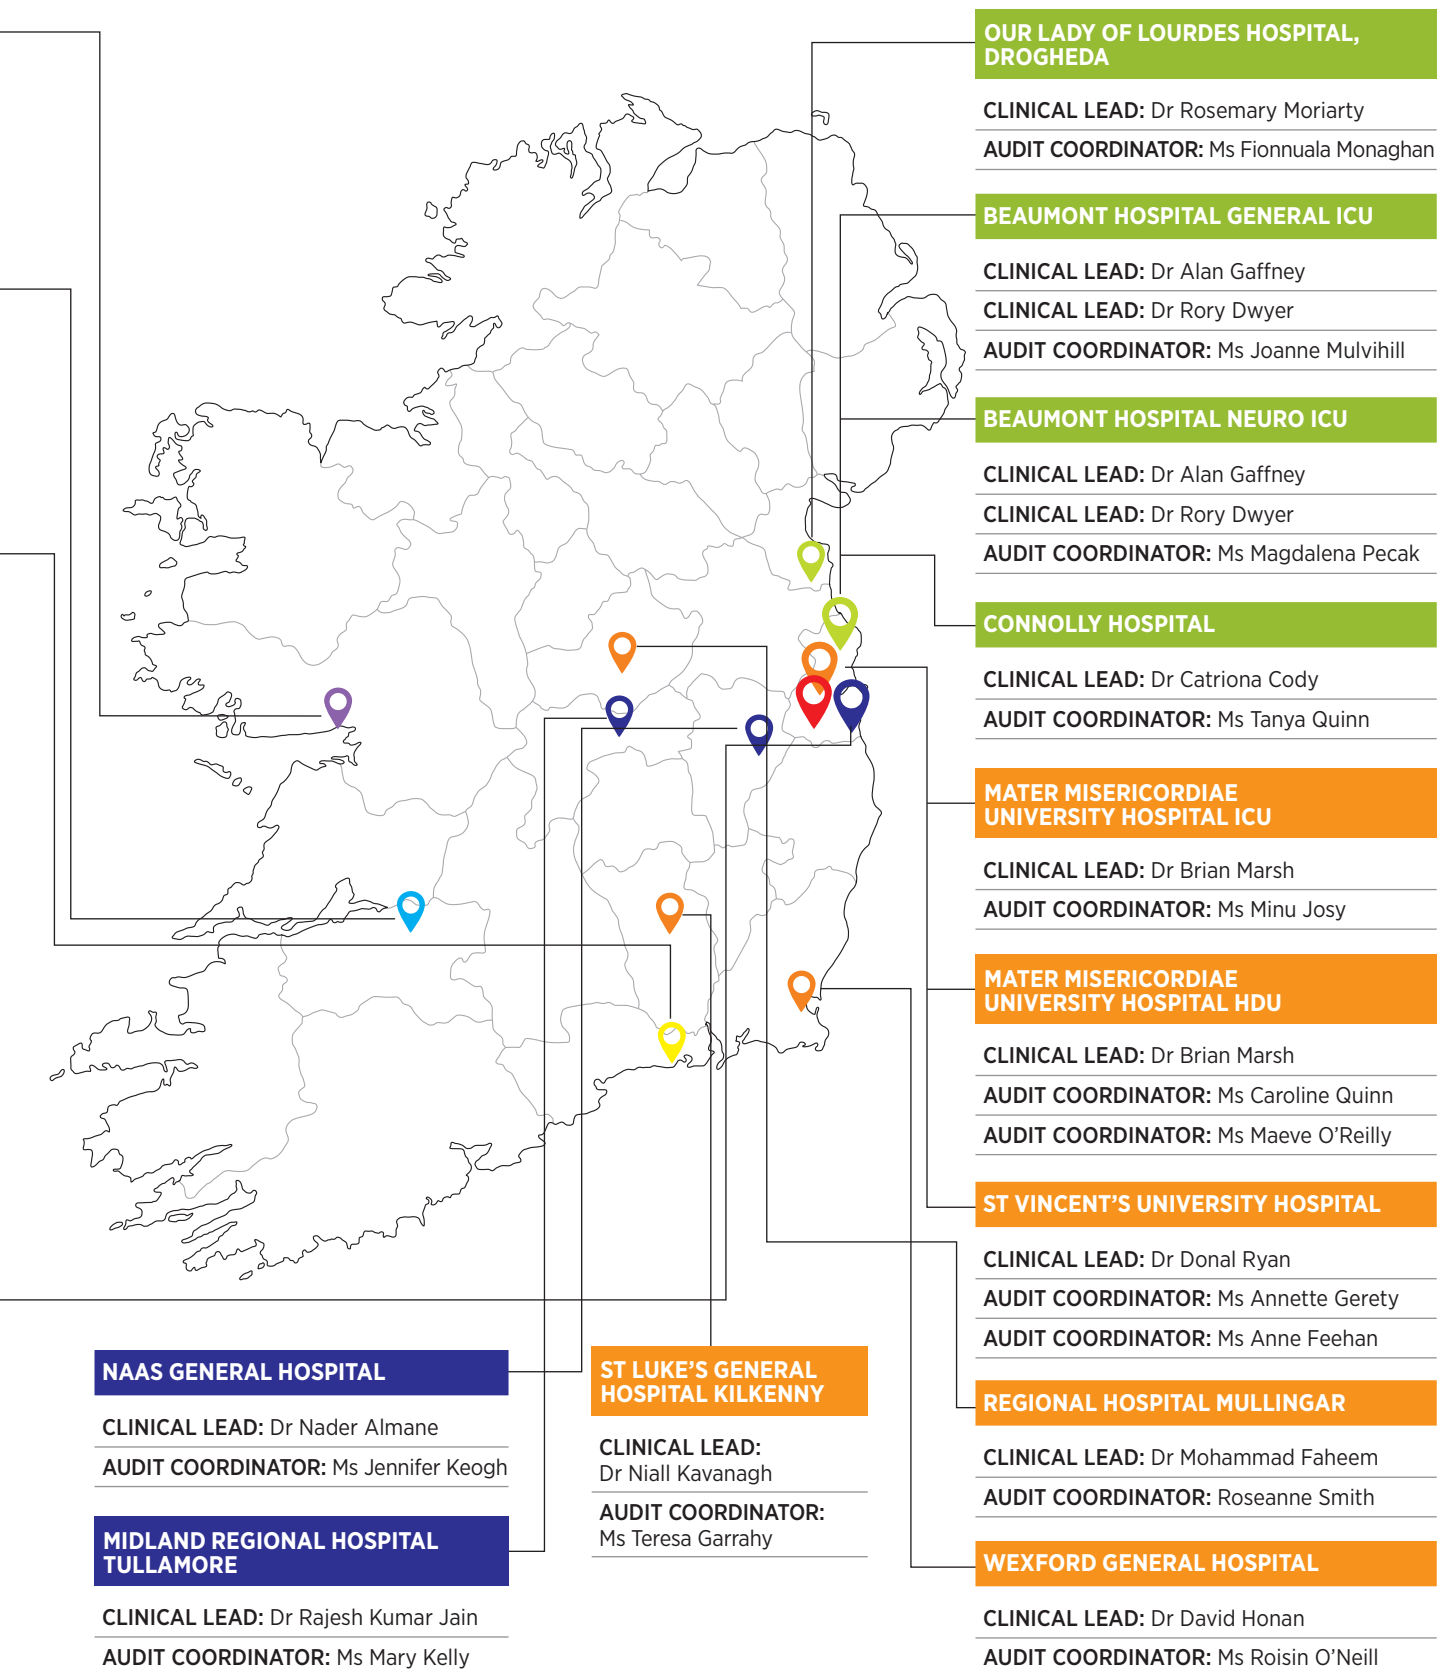 OUR LADY OF LOURDES HOSPITAL,
DROGHEDA
CLINICAL LEAD: Dr Rosemary Moriarty
AUDIT COORDINATOR: Ms Fionnuala Monaghan
BEAUMONT HOSPITAL GENERAL ICU
CLINICAL LEAD: Dr Alan Gaffney
CLINICAL LEAD: Dr Rory Dwyer
AUDIT COORDINATOR: Ms Joanne Mulvihill
BEAUMONT HOSPITAL NEURO ICU
CLINICAL LEAD: Dr Alan Gaffney
CLINICAL LEAD: Dr Rory Dwyer
AUDIT COORDINATOR: Ms Magdalena Pecak
CONNOLLY HOSPITAL
CLINICAL LEAD: Dr Catriona Cody
AUDIT COORDINATOR: Ms Tanya Quinn
MATER MISERICORDIAE
UNIVERSITY HOSPITAL ICU
CLINICAL LEAD: Dr Brian Marsh
AUDIT COORDINATOR: Ms Minu Josy
MATER MISERICORDIAE
UNIVERSITY HOSPITAL HDU
CLINICAL LEAD: Dr Brian Marsh
AUDIT COORDINATOR: Ms Caroline Quinn
AUDIT COORDINATOR: Ms Maeve O'Reilly
ST VINCENT'S UNIVERSITY HOSPITAL
CLINICAL LEAD: Dr Donal Ryan
AUDIT COORDINATOR: Ms Annette Gerety
AUDIT COORDINATOR: Ms Anne Feehan
REGIONAL HOSPITAL MULLINGAR
CLINICAL LEAD: Dr Mohammad Faheem
AUDIT COORDINATOR: Roseanne Smith
WEXFORD GENERAL HOSPITAL
CLINICAL LEAD: Dr David Honan
AUDIT COORDINATOR: Ms Roisin O'Neill
NAAS GENERAL HOSPITAL
CLINICAL LEAD: Dr Nader Almane
AUDIT COORDINATOR: Ms Jennifer Keogh
MIDLAND REGIONAL HOSPITAL
TULLAMORE
CLINICAL LEAD: Dr Rajesh Kumar Jain
AUDIT COORDINATOR: Ms Mary Kelly
ST LUKE'S GENERAL
HOSPITAL KILKENNY
CLINICAL LEAD:
Dr Niall Kavanagh
AUDIT COORDINATOR:
Ms Teresa Garrahy